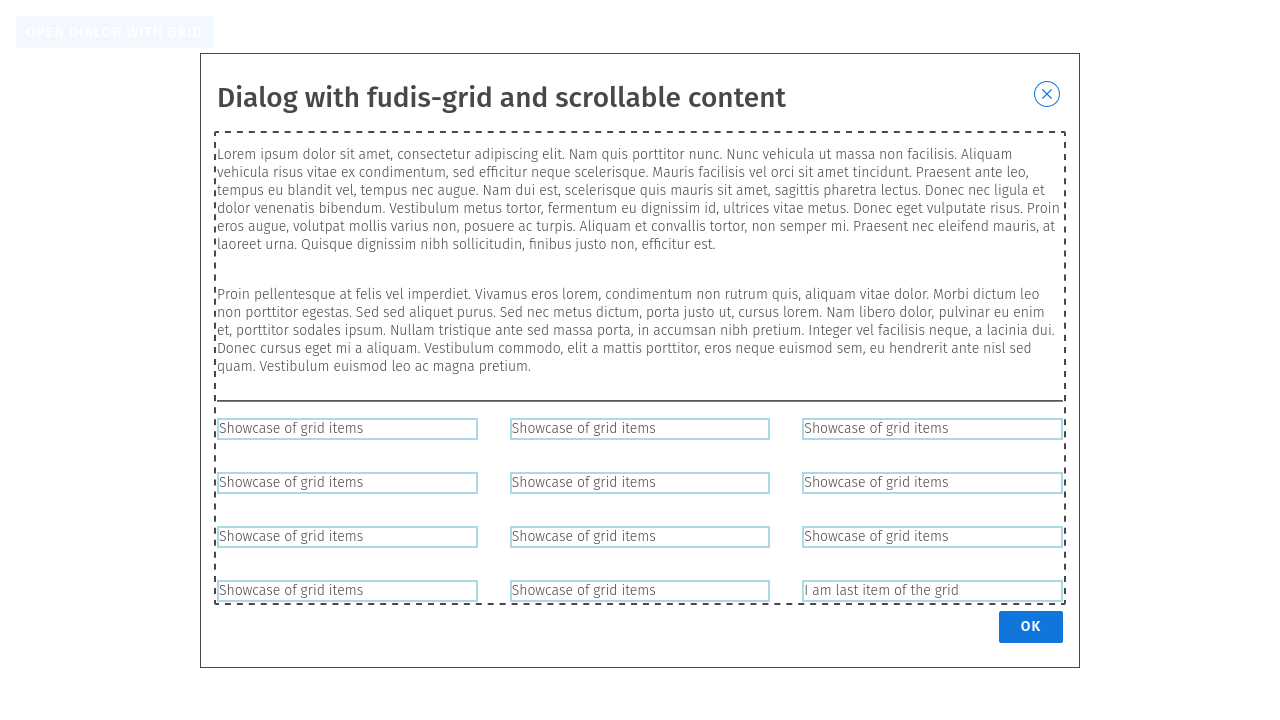 OPEN DIALOG WITH GRID
Dialog with fudis-grid and scrollable content
Lorem ipsum dolor sit amet, consectetur adipiscing elit. Nam quis porttitor nunc. Nunc vehicula ut massa non facilisis. Aliquam
vehicula risus vitae ex condimentum, sed efficitur neque scelerisque. Mauris facilisis vel orci sit amet tincidunt. Praesent ante leo,
tempus eu blandit vel, tempus nec augue. Nam dui est, scelerisque quis mauris sit amet, sagittis pharetra lectus. Donec nec ligula et
dolor venenatis bibendum. Vestibulum metus tortor, fermentum eu dignissim id, ultrices vitae metus. Donec eget vulputate risus. Proin
eros augue, volutpat mollis varius non, posuere ac turpis. Aliquam et convallis tortor, non semper mi. Praesent nec eleifend mauris, at
laoreet urna. Quisque dignissim nibh sollicitudin, finibus justo non, efficitur est.
Proin pellentesque at felis vel imperdiet. Vivamus eros lorem, condimentum non rutrum quis, aliquam vitae dolor. Morbi dictum leo
non porttitor egestas. Sed sed aliquet purus. Sed nec metus dictum, porta justo ut, cursus lorem. Nam libero dolor, pulvinar eu enim
et, porttitor sodales ipsum. Nullam tristique ante sed massa porta, in accumsan nibh pretium. Integer vel facilisis neque, a lacinia dui.
Donec cursus eget mi a aliquam. Vestibulum commodo, elit a mattis porttitor, eros neque euismod sem, eu hendrerit ante nisl sed
quam. Vestibulum euismod leo ac magna pretium.
Showcase of grid items Showcase of grid items Showcase of grid items
Showcase of grid items Showcase of grid items Showcase of grid items
Showcase of grid items Showcase of grid items Showcase of grid items
Showcase of grid items Showcase of grid items I am last item of the grid
OK